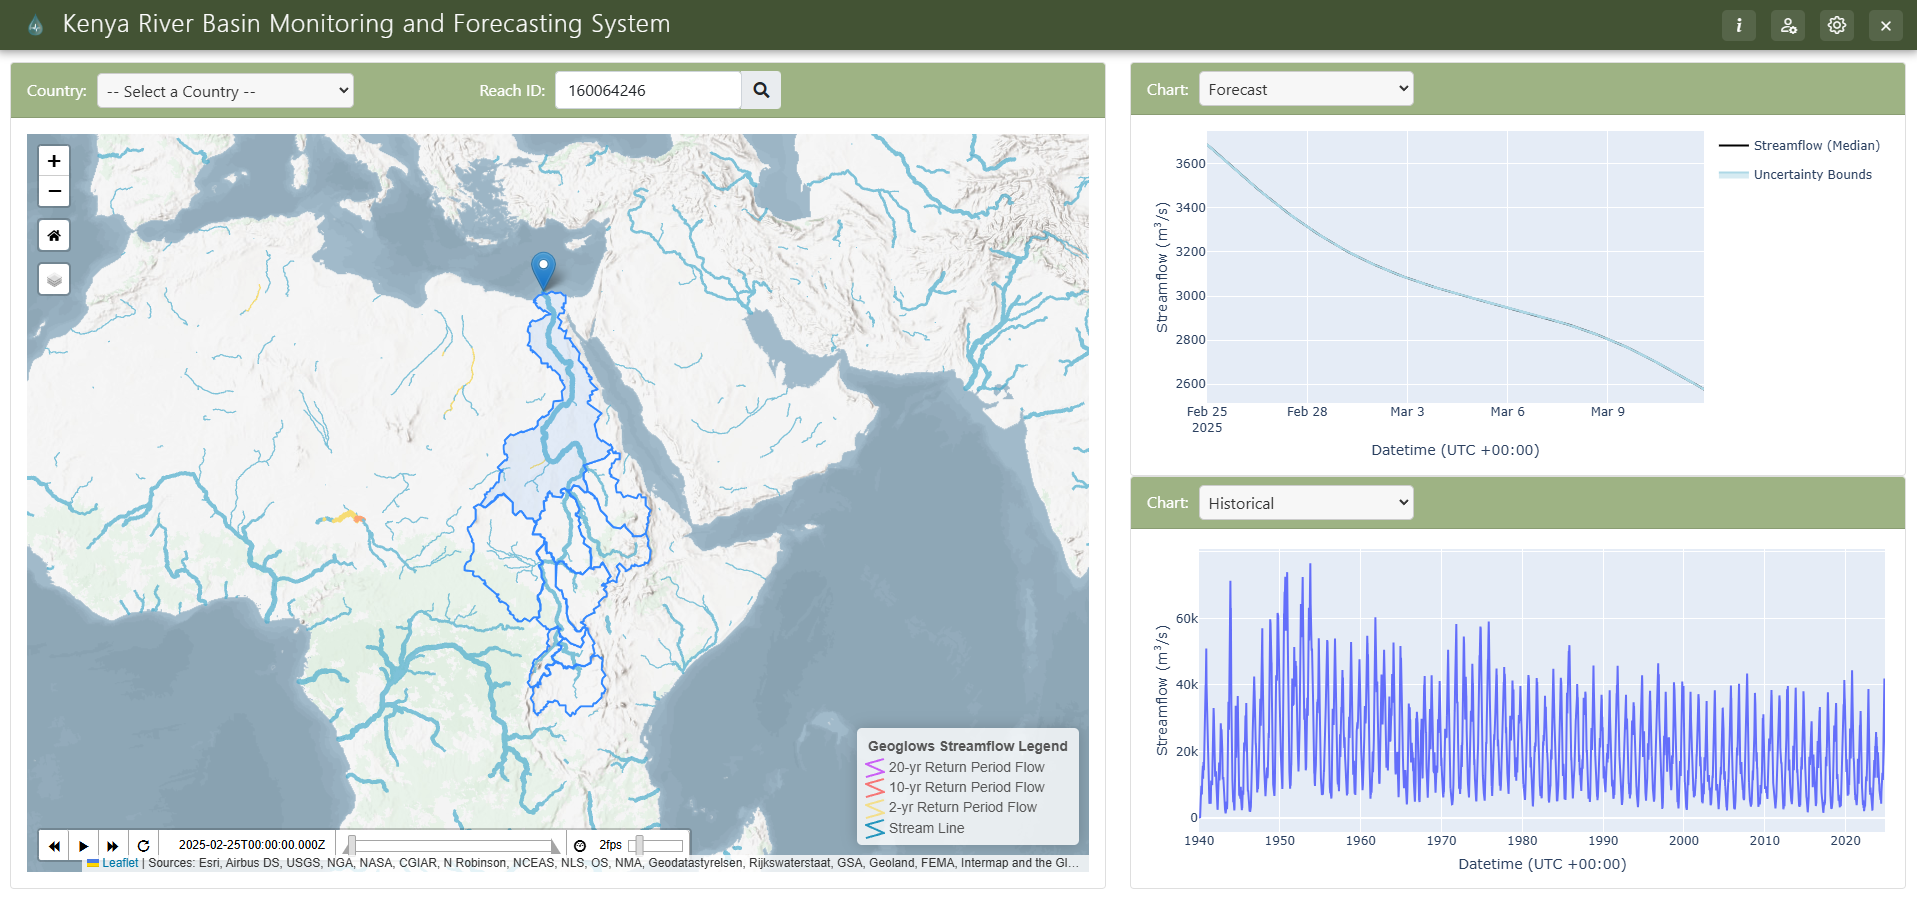 Kenya River Basin Monitoring and Forecasting System
i
Country: -- Select a Country --
Reach ID: 160064246
+
−
Geoglows Streamflow Legend
20-yr Return Period Flow
10-yr Return Period Flow
2-yr Return Period Flow
Stream Line
2025-02-25T00:00:00.000Z
2fps
Leaflet | Sources: Esri, Airbus DS, USGS, NGA, NASA, CGIAR, N Robinson, NCEAS, NLS, OS, NMA, Geodatastyrelsen, Rijkswaterstaat, GSA, Geoland, FEMA, Intermap and the GI...
Chart: Forecast
Streamflow (m³/s)
3600
3400
3200
3000
2800
2600
Feb 25 Feb 28 Mar 3 Mar 6 Mar 9
2025
Datetime (UTC +00:00)
Streamflow (Median)
Uncertainty Bounds
Chart: Historical
Streamflow (m³/s)
60k
40k
20k
0
1940 1950 1960 1970 1980 1990 2000 2010 2020
Datetime (UTC +00:00)